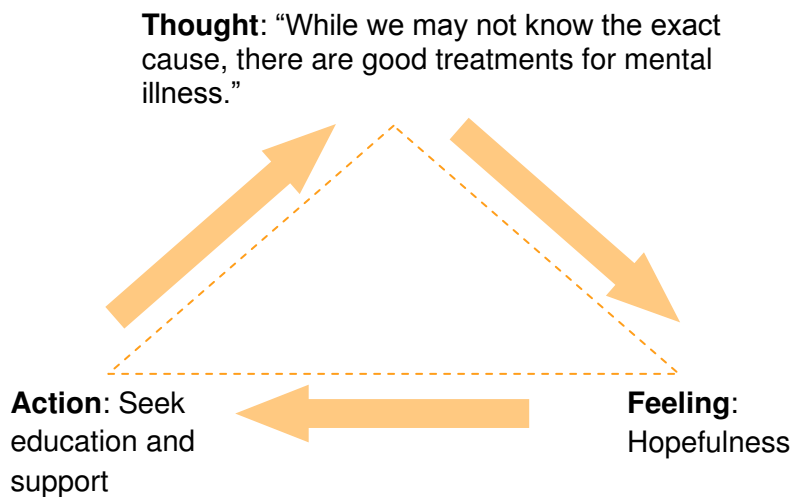 Thought: “While we may not know the exact
cause, there are good treatments for mental
illness.”
Action: Seek
education and
support
Feeling:
Hopefulness